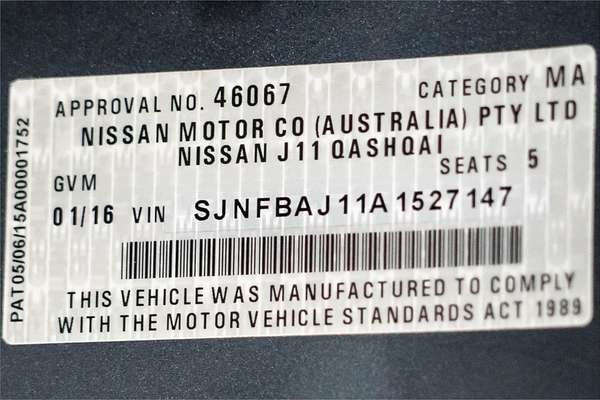 APPROVAL NO. 46067 CATEGORY MA
NISSAN MOTOR CO (AUSTRALIA) PTY LTD
NISSAN J11 QASHQAI
GVM SEATS 5
01/16 VIN SJNFBAJ11A1527147
THIS VEHICLE WAS MANUFACTURED TO COMPLY
WITH THE MOTOR VEHICLE STANDARDS ACT 1989
PAT05/06/15A00001752